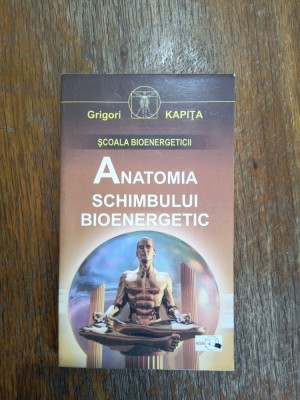 Grigori KAPIȚA
ȘCOALA BIOENERGETICII
ANATOMIA
SCHIMBULUI
BIOENERGETIC